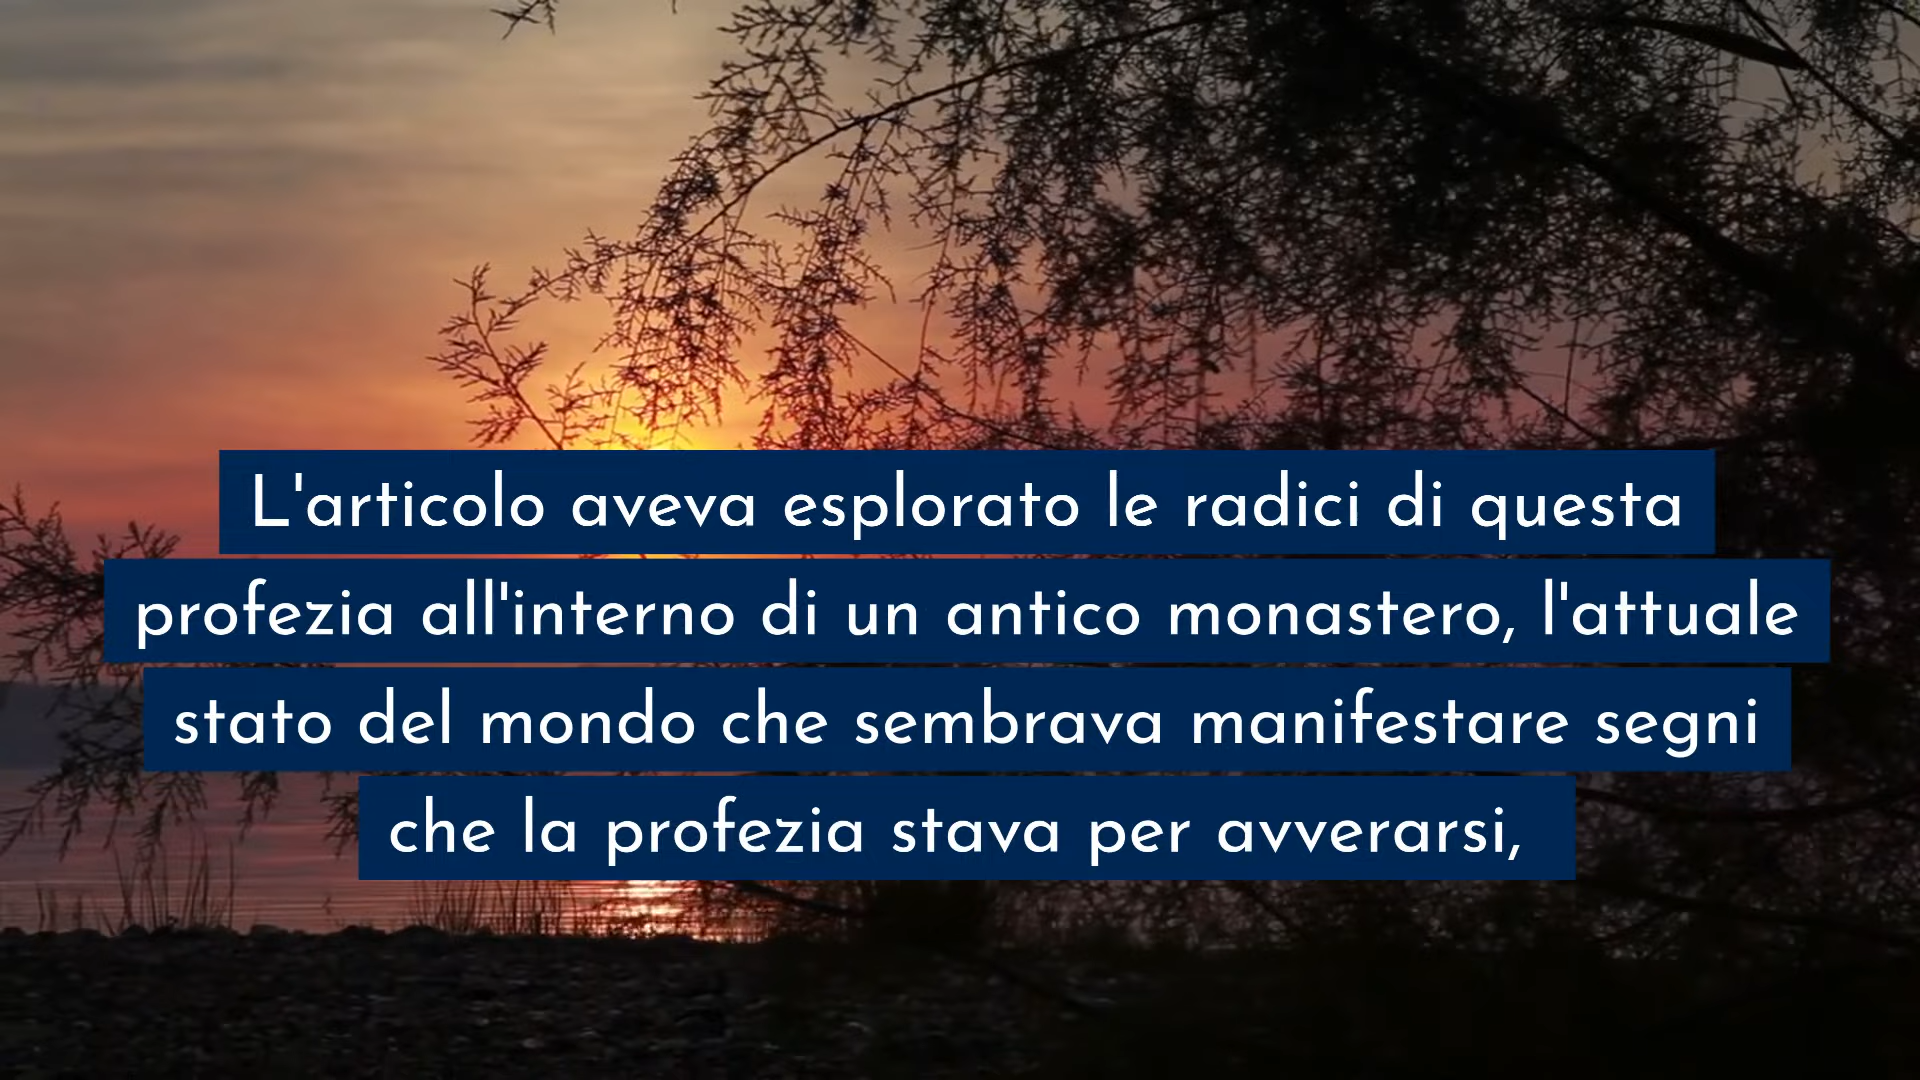 L'articolo aveva esplorato le radici di questa
profezia all'interno di un antico monastero, l'attuale
stato del mondo che sembrava manifestare segni
che la profezia stava per avverarsi,